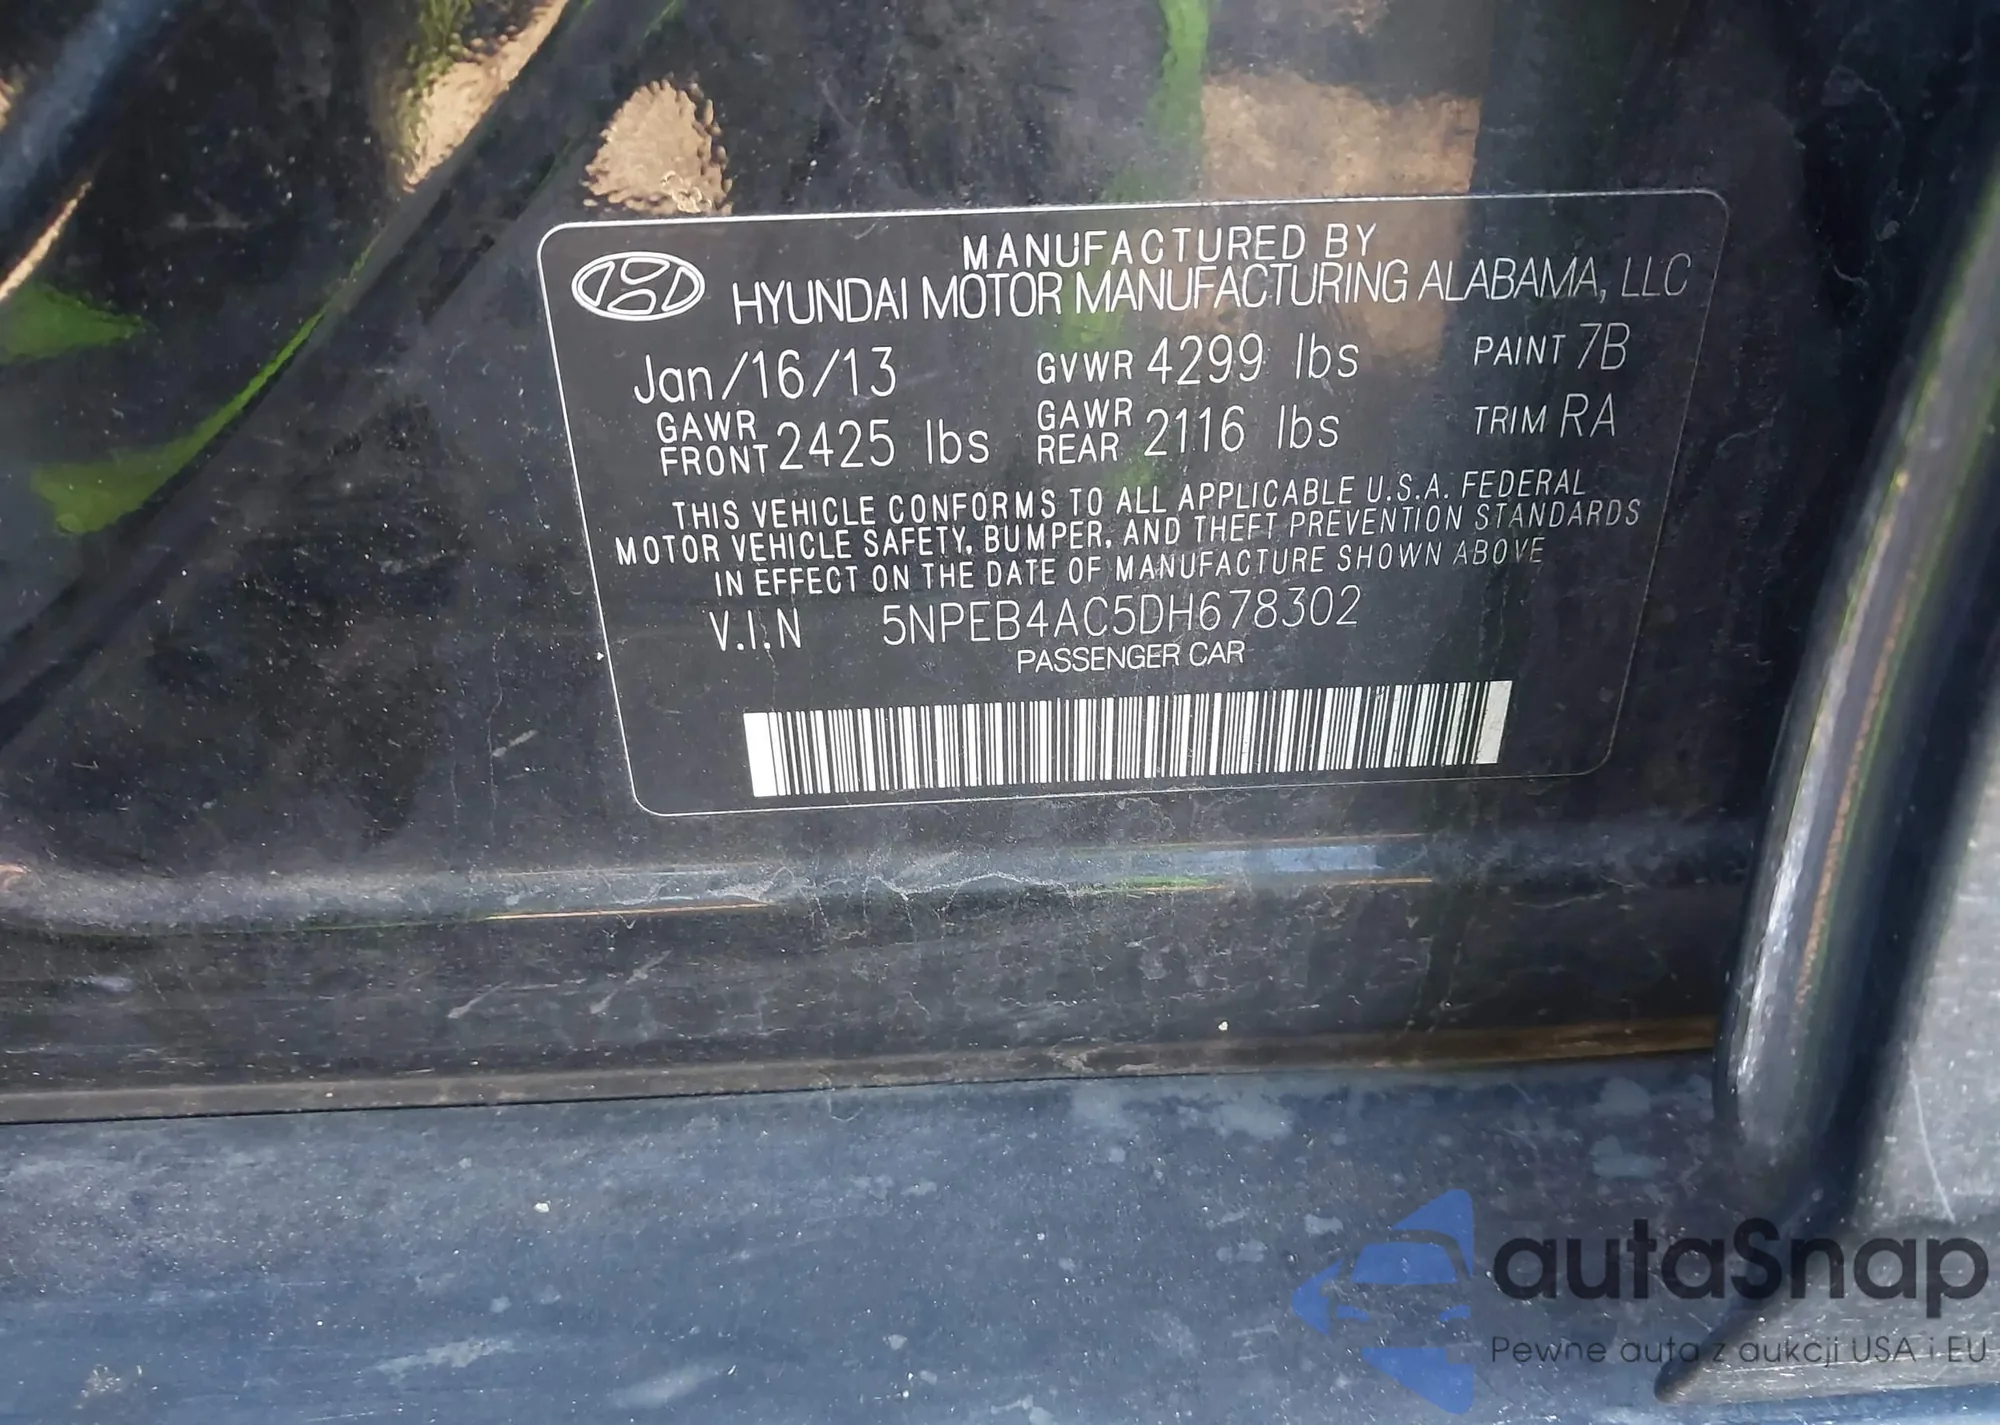 MANUFACTURED BY
HYUNDAI MOTOR MANUFACTURING ALABAMA, LLC
Jan/16/13 GVWR 4299 lbs PAINT 7B
GAWR FRONT 2425 lbs GAWR REAR 2116 lbs TRIM RA
THIS VEHICLE CONFORMS TO ALL APPLICABLE U.S.A. FEDERAL
MOTOR VEHICLE SAFETY, BUMPER, AND THEFT PREVENTION STANDARDS
IN EFFECT ON THE DATE OF MANUFACTURE SHOWN ABOVE
V.I.N 5NPEB4AC5DH678302
PASSENGER CAR
autaSnap
Pewne auta z aukcji USA i EU